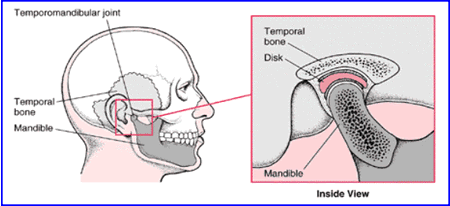 Temporomandibular joint
Temporal
bone
Mandible
Temporal
bone
Disk
Mandible
Inside View